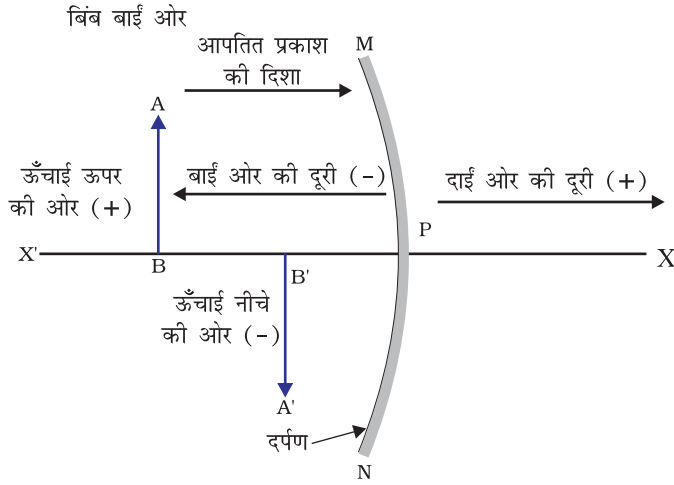 बिंब बाईं ओर
आपतित प्रकाश
की दिशा
M
A
ऊँचाई ऊपर
की ओर (+)
बाईं ओर की दूरी (-)
दाईं ओर की दूरी (+)
P
X'
B
B'
X
ऊँचाई नीचे
की ओर (-)
A'
दर्पण
N